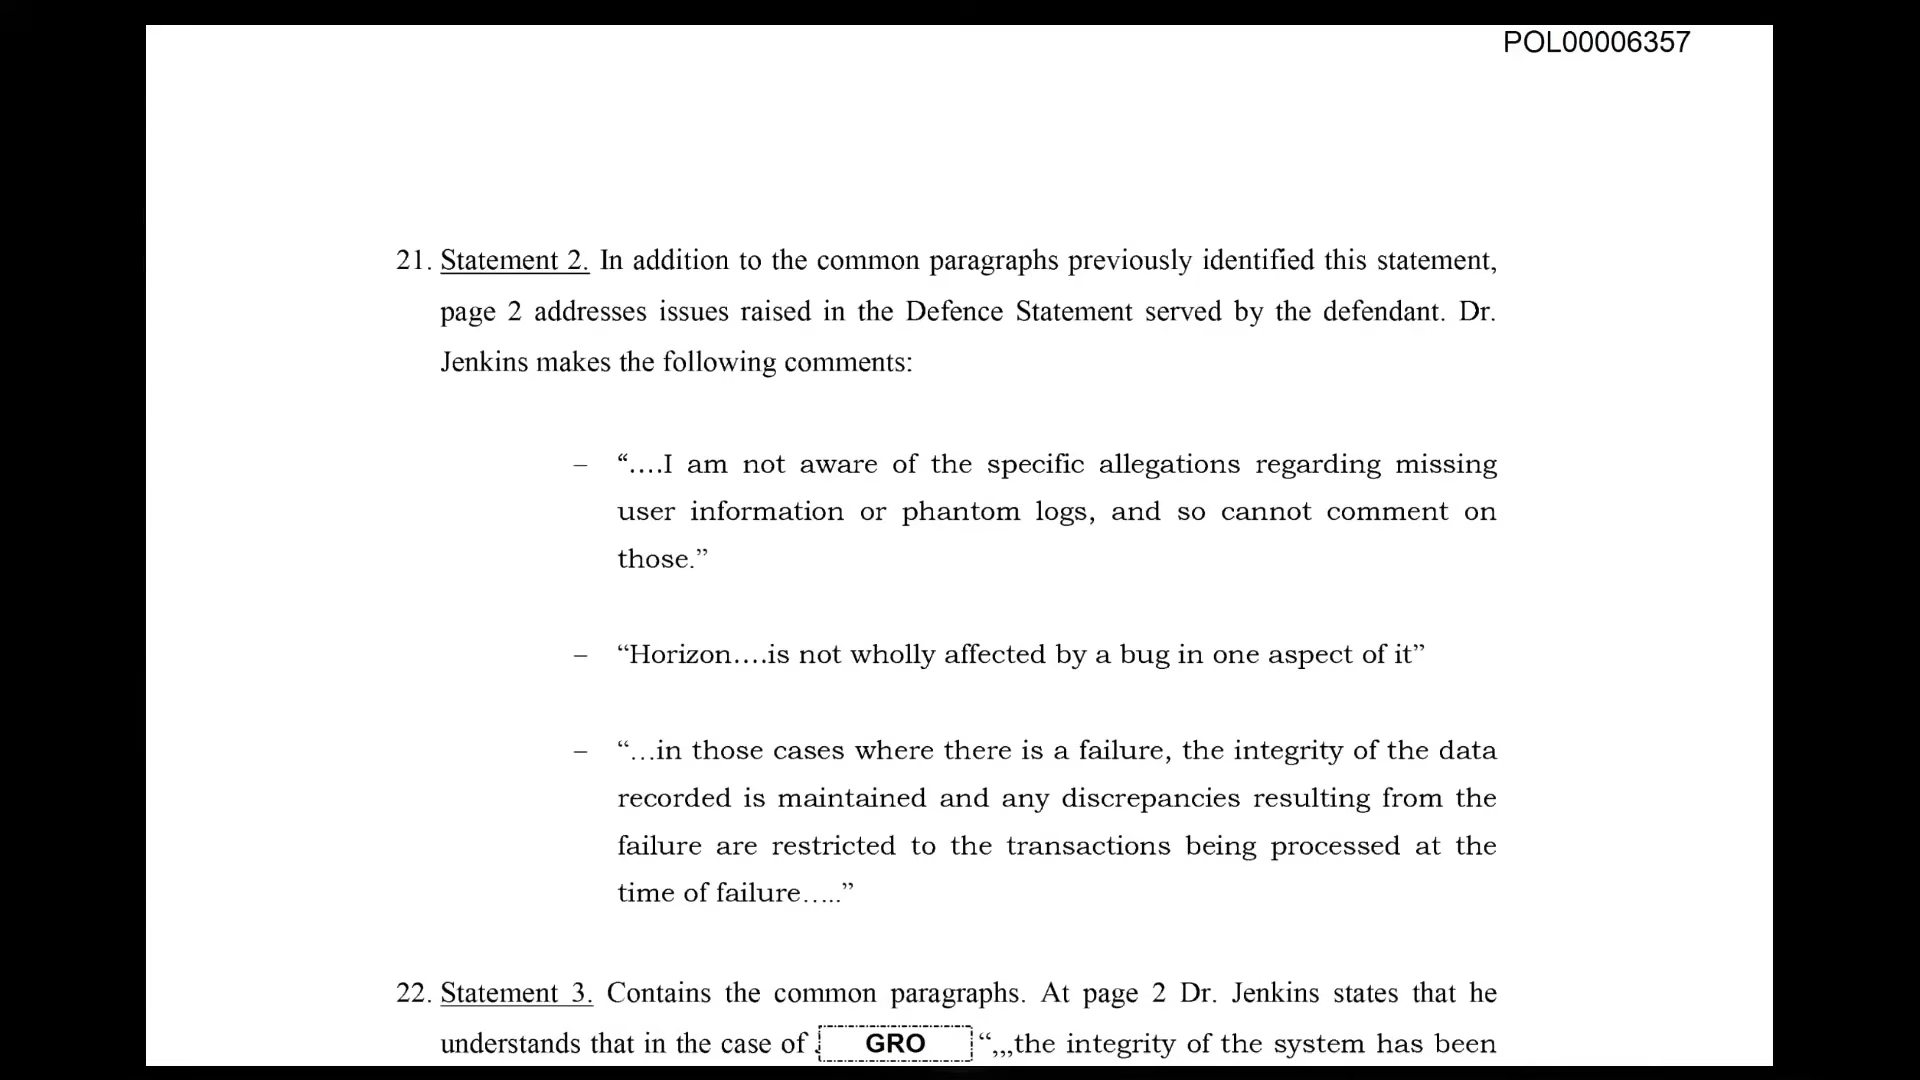 POL00006357
21. Statement 2. In addition to the common paragraphs previously identified this statement,
page 2 addresses issues raised in the Defence Statement served by the defendant. Dr.
Jenkins makes the following comments:
– “….I am not aware of the specific allegations regarding missing
user information or phantom logs, and so cannot comment on
those.”
– “Horizon….is not wholly affected by a bug in one aspect of it”
– “…in those cases where there is a failure, the integrity of the data
recorded is maintained and any discrepancies resulting from the
failure are restricted to the transactions being processed at the
time of failure…..”
22. Statement 3. Contains the common paragraphs. At page 2 Dr. Jenkins states that he
understands that in the case of GRO “,,,the integrity of the system has been